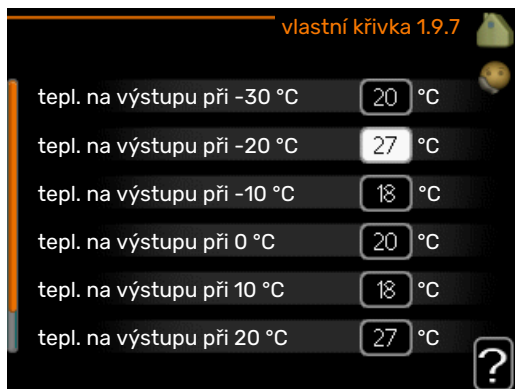 vlastní křivka 1.9.7
tepl. na výstupu při -30 °C 20 °C
tepl. na výstupu při -20 °C 27 °C
tepl. na výstupu při -10 °C 18 °C
tepl. na výstupu při 0 °C 20 °C
tepl. na výstupu při 10 °C 18 °C
tepl. na výstupu při 20 °C 27 °C
?